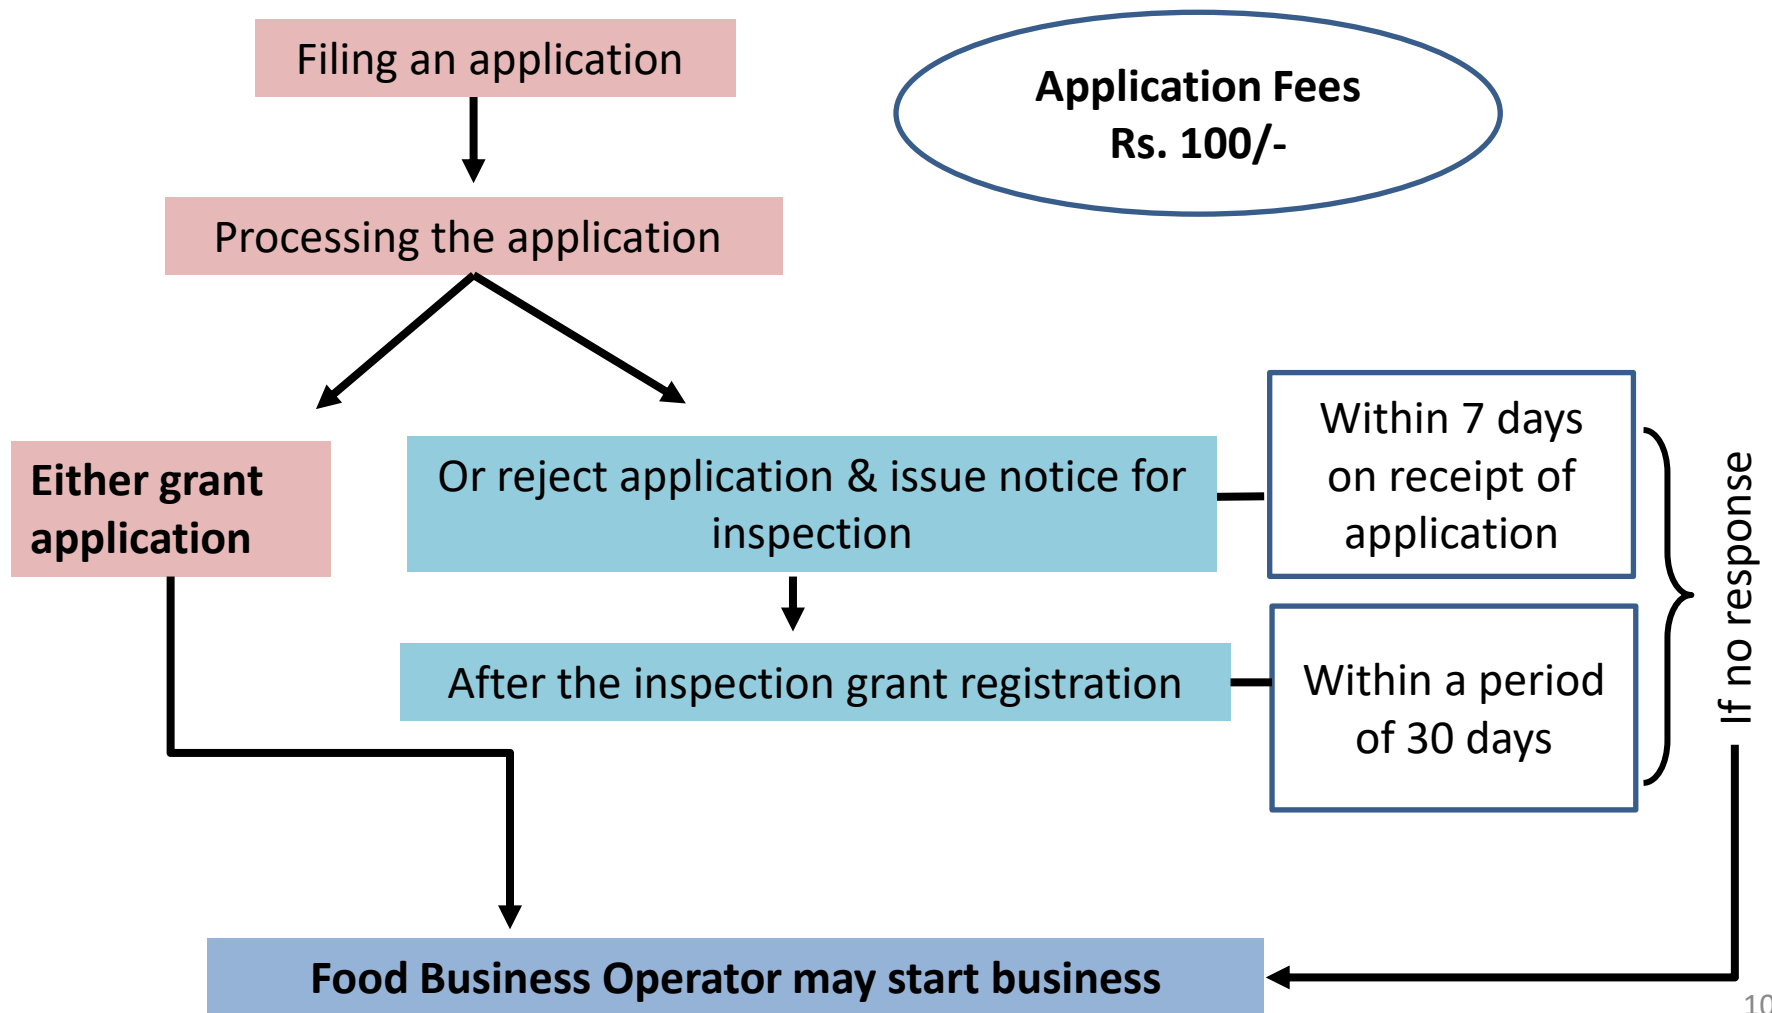 Filing an application
Application Fees
Rs. 100/-
Processing the application
Either grant
application
Or reject application & issue notice for
inspection
Within 7 days
on receipt of
application
After the inspection grant registration
Within a period
of 30 days
If no response
Food Business Operator may start business
10